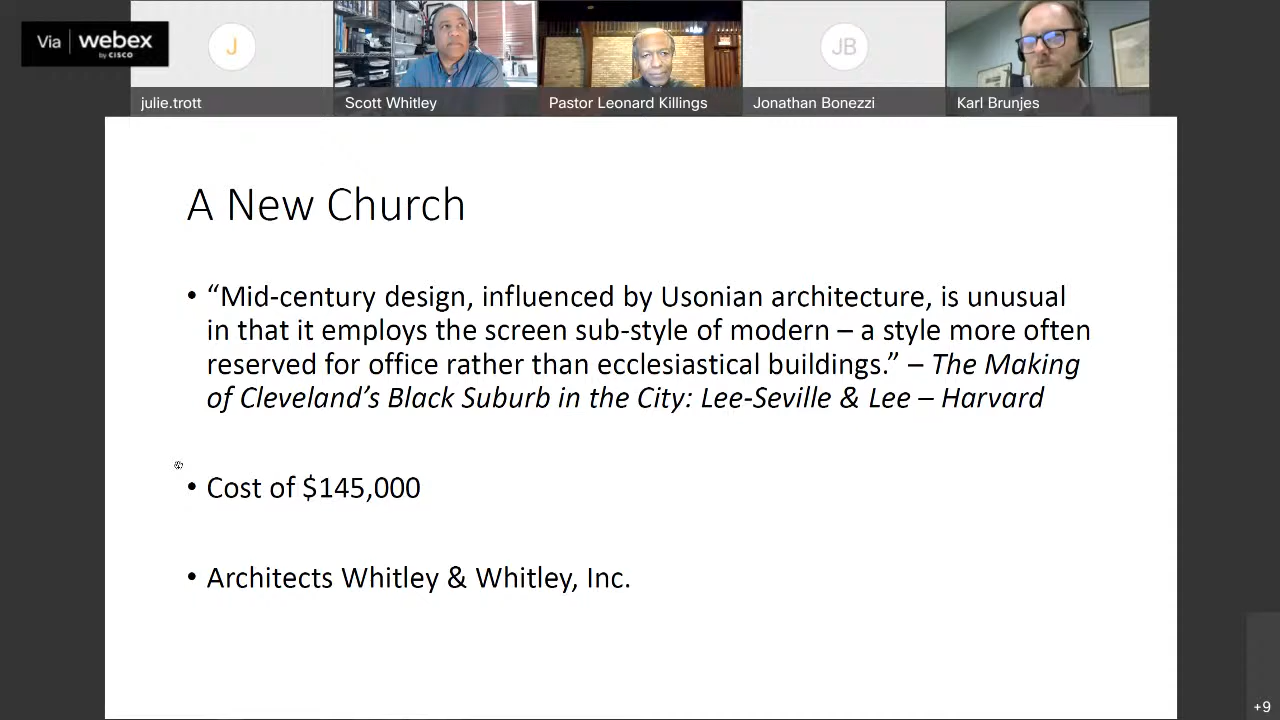 Via webex
by CISCO
J
JB
julie.trott
Scott Whitley
Pastor Leonard Killings
Jonathan Bonezzi
Karl Brunjes
A New Church
• “Mid-century design, influenced by Usonian architecture, is unusual
in that it employs the screen sub-style of modern – a style more often
reserved for office rather than ecclesiastical buildings.” – The Making
of Cleveland’s Black Suburb in the City: Lee-Seville & Lee – Harvard
• Cost of $145,000
• Architects Whitley & Whitley, Inc.
+9